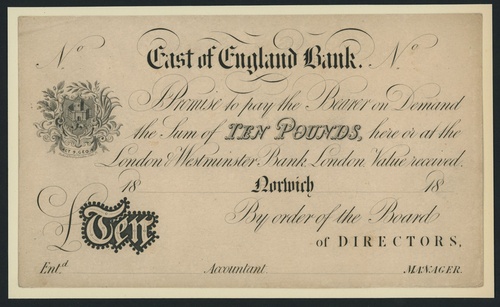 No East of England Bank. No
I Promise to pay the Bearer on Demand
the Sum of TEN POUNDS, here or at the
London & Westminster Bank, London. Value received.
18 Norwich 18
By order of the Board
£Ten of DIRECTORS,
Ent.d Accountant MANAGER.